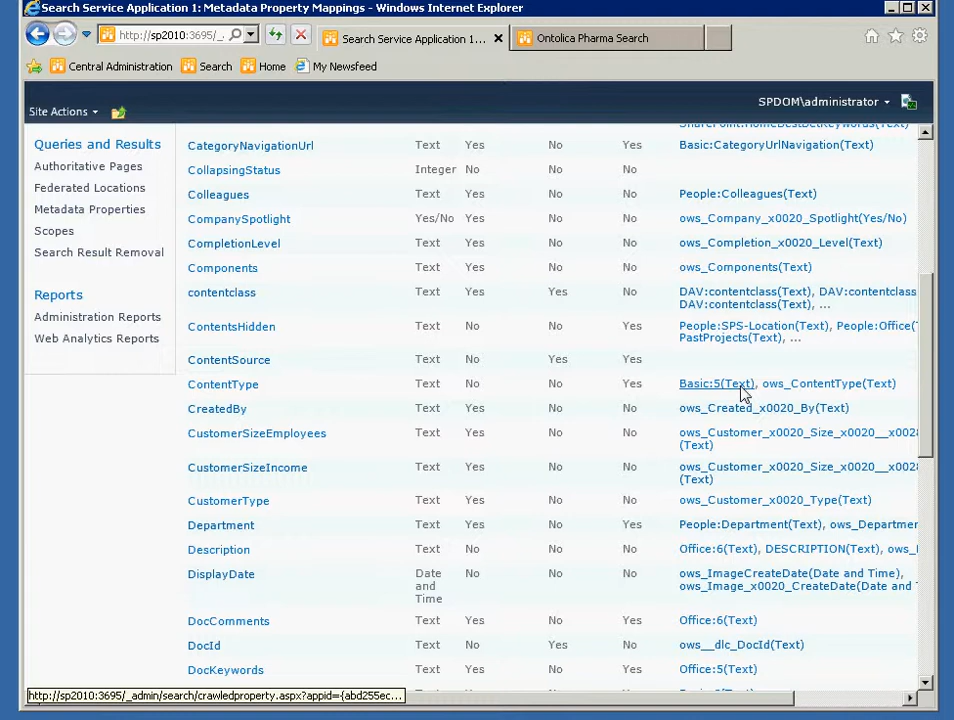 Search Service Application 1: Metadata Property Mappings - Windows Internet Explorer
http://sp2010:3695/_
Search Service Application 1...
Ontolica Pharma Search
Central Administration
Search
Home
My Newsfeed
Site Actions
SPDOM\administrator
Queries and Results
Authoritative Pages
Federated Locations
Metadata Properties
Scopes
Search Result Removal
Reports
Administration Reports
Web Analytics Reports
SharePoint:HomeBestBetKeywords(Text)
CategoryNavigationUrl Text Yes No Yes Basic:CategoryUrlNavigation(Text)
CollapsingStatus Integer No No No
Colleagues Text Yes No No People:Colleagues(Text)
CompanySpotlight Yes/No Yes No No ows_Company_x0020_Spotlight(Yes/No)
CompletionLevel Text Yes No No ows_Completion_x0020_Level(Text)
Components Text Yes No No ows_Components(Text)
contentclass Text Yes Yes No DAV:contentclass(Text), DAV:contentclass
DAV:contentclass(Text), ...
ContentsHidden Text No No Yes People:SPS-Location(Text), People:Office(T
PastProjects(Text), ...
ContentSource Text No Yes Yes
ContentType Text No No Yes Basic:5(Text), ows_ContentType(Text)
CreatedBy Text Yes No No ows_Created_x0020_By(Text)
CustomerSizeEmployees Text Yes No No ows_Customer_x0020_Size_x0020__x0028
(Text)
CustomerSizeIncome Text Yes No No ows_Customer_x0020_Size_x0020__x0028
(Text)
CustomerType Text Yes No No ows_Customer_x0020_Type(Text)
Department Text Yes No Yes People:Department(Text), ows_Departmen
Description Text No No Yes Office:6(Text), DESCRIPTION(Text), ows_
DisplayDate Date and Time No No No ows_ImageCreateDate(Date and Time),
ows_Image_x0020_CreateDate(Date and T
DocComments Text Yes No Yes Office:6(Text)
DocId Text No Yes No ows__dlc_DocId(Text)
DocKeywords Text Yes No Yes Office:5(Text)
http://sp2010:3695/_admin/search/crawledproperty.aspx?appid={abd255ec...